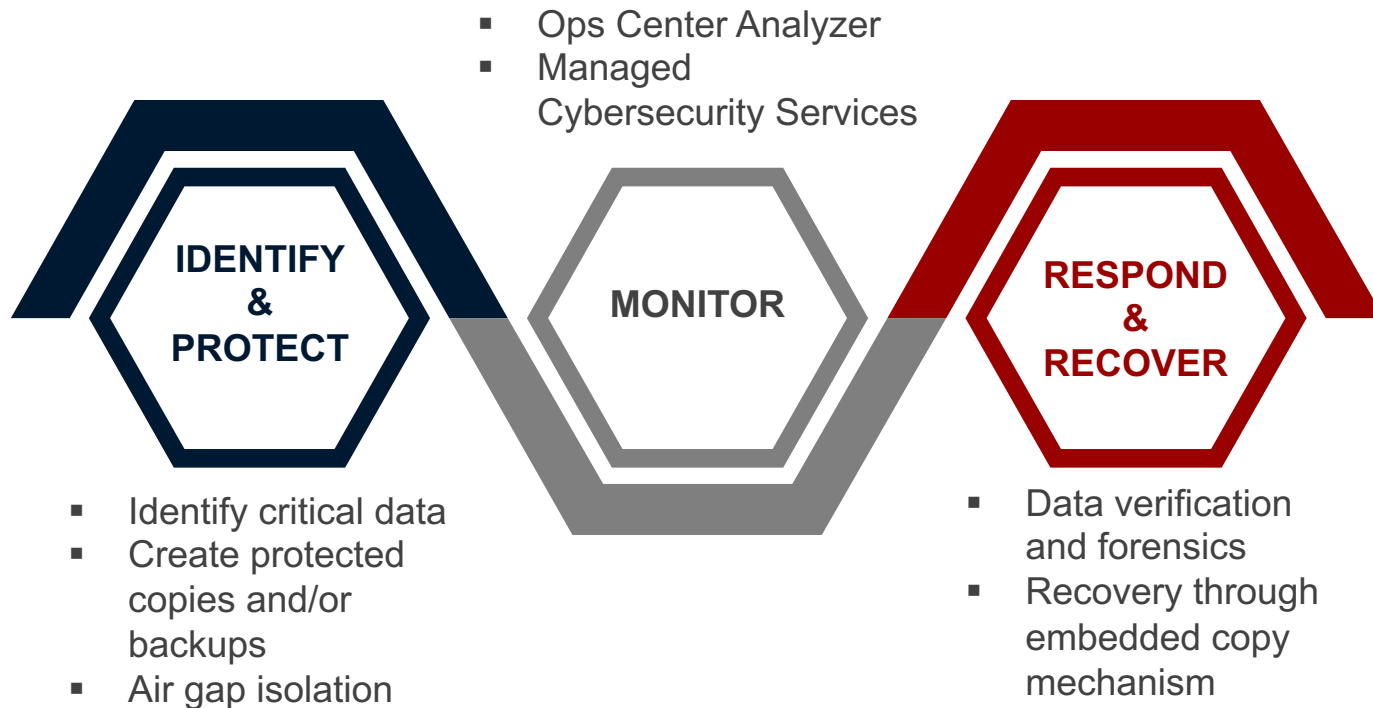 ▪ Ops Center Analyzer
▪ Managed
Cybersecurity Services
IDENTIFY
&
PROTECT
MONITOR
RESPOND
&
RECOVER
▪ Identify critical data
▪ Create protected
copies and/or
backups
▪ Air gap isolation
▪ Data verification
and forensics
▪ Recovery through
embedded copy
mechanism